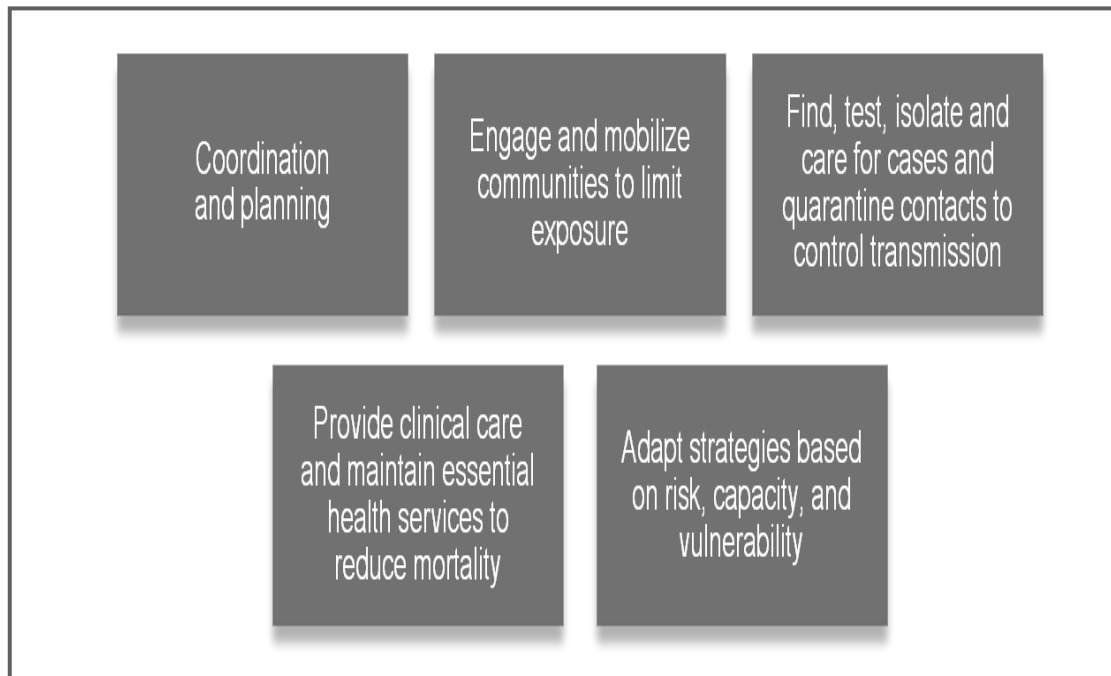 Coordination
and planning
Engage and mobilize
communities to limit
exposure
Find, test, isolate and
care for cases and
quarantine contacts to
control transmission
Provide clinical care
and maintain essential
health services to
reduce mortality
Adapt strategies based
on risk, capacity, and
vulnerability